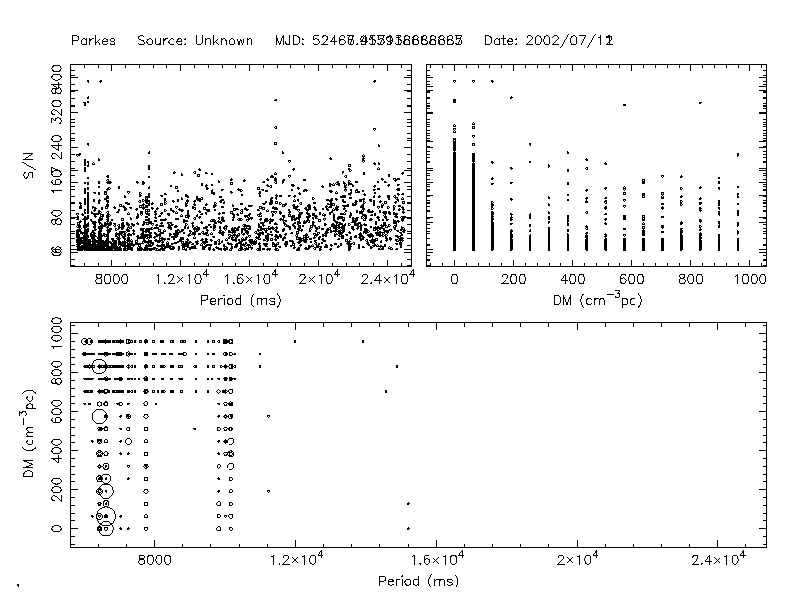 Parkes Source: Unknown MJD: Date: 2002/07/
S/N
80 240 320
8000 1.2×10⁴ 1.6×10⁴ 2×10⁴ 2.4×10⁴
Period (ms)
0 200 400 600 800 1000
DM (cm⁻³pc)
DM (cm⁻³pc)
0 200 400 600 800 1000
8000 1.2×10⁴ 1.6×10⁴ 2×10⁴ 2.4×10⁴
Period (ms)